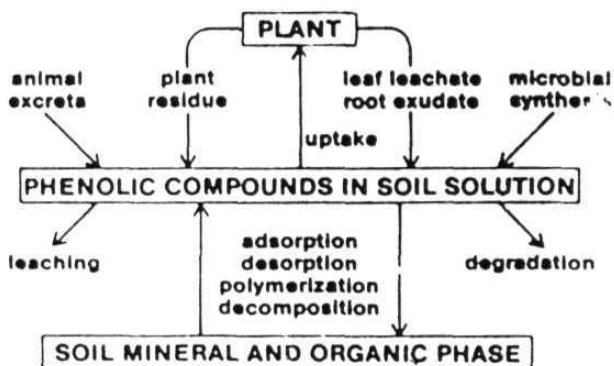 PLANT
animal
excreta
plant
residue
leaf leachate
root exudate
microbial
uptake
PHENOLIC COMPOUNDS IN SOIL SOLUTION
leaching
adsorption
desorption
polymerization
decomposition
degradation
SOIL MINERAL AND ORGANIC PHASE